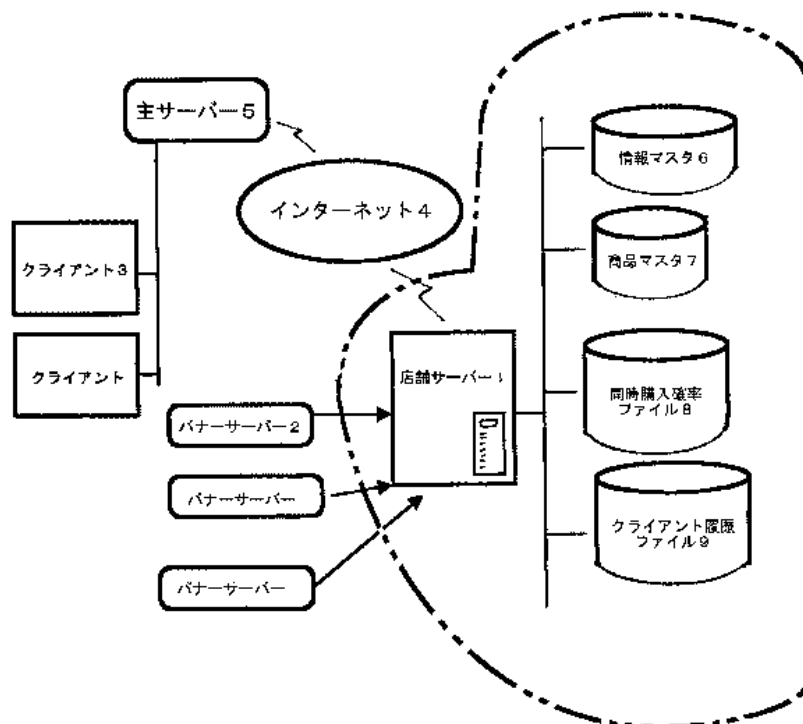 主サーバー5
インターネット4
クライアント3
クライアント
店舗サーバー1
バナーサーバー2
バナーサーバー
バナーサーバー
情報マスタ6
商品マスタ7
同時購入確率
ファイル8
クライアント履歴
ファイル9